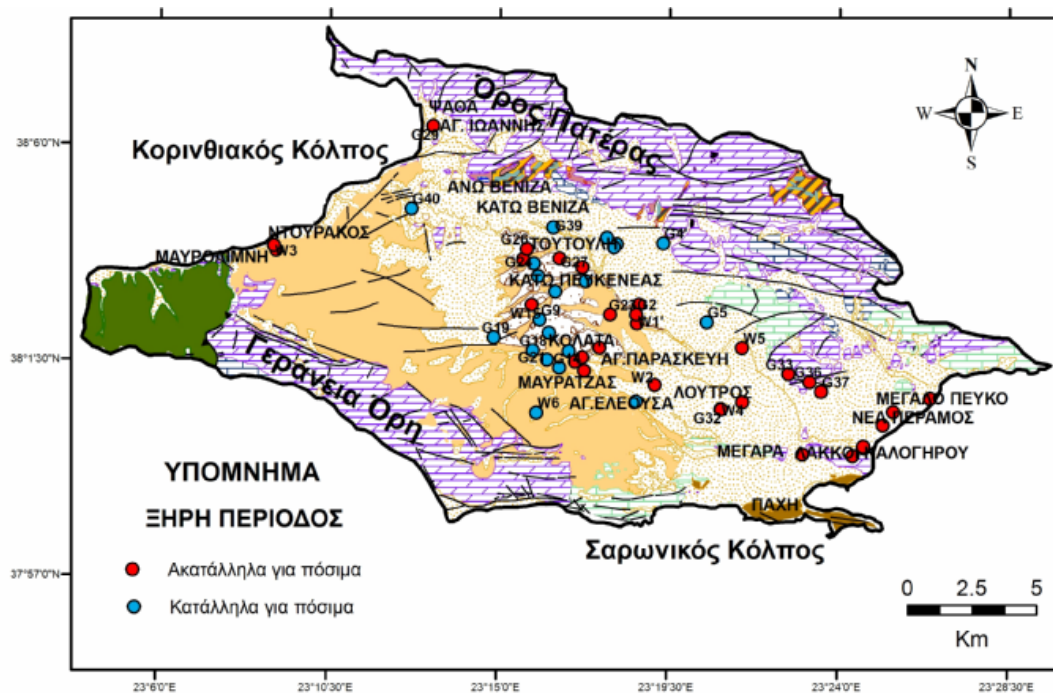 N
W E
S
Όρος Πατέρας
ΨΑΘΑ
ΑΓ. ΙΩΑΝΝΗΣ
G29
38°6'0"N
Κορινθιακός Κόλπος
ΑΝΩ ΒΕΝΙΖΑ
G40
ΚΑΤΩ ΒΕΝΙΖΑ
G39
ΝΤΟΥΡΑΚΟΣ
W3
G26
G4
G27
ΚΑΤΩ ΠΕΥΚΕΝΕΑΣ
G9
G2
W1'
G5
G19
G18
ΚΟΛΑΤΑ
W5
38°1'30"N
G21
ΑΓ.ΠΑΡΑΣΚΕΥΗ
Γεράνεια Όρη
ΜΑΥΡΑΤΖΑΣ
W2
G33
G36
G37
W6
ΑΓ.ΕΛΕΟΥΣΑ
ΛΟΥΤΡΟΣ
G32
W4
ΜΕΓΑΛΟ ΠΕΥΚΟ
ΝΕΑ ΠΕΡΑΜΟΣ
ΜΕΓΑΡΑ
ΛΑΚΚΟΙ ΚΑΛΟΓΗΡΟΥ
ΥΠΟΜΝΗΜΑ
ΞΗΡΗ ΠΕΡΙΟΔΟΣ
ΠΑΧΗ
Σαρωνικός Κόλπος
37°57'0"N
Ακατάλληλα για πόσιμα
Κατάλληλα για πόσιμα
0 2.5 5
Km
23°6'0"E 23°10'30"E 23°15'0"E 23°19'30"E 23°24'0"E 23°28'30"E